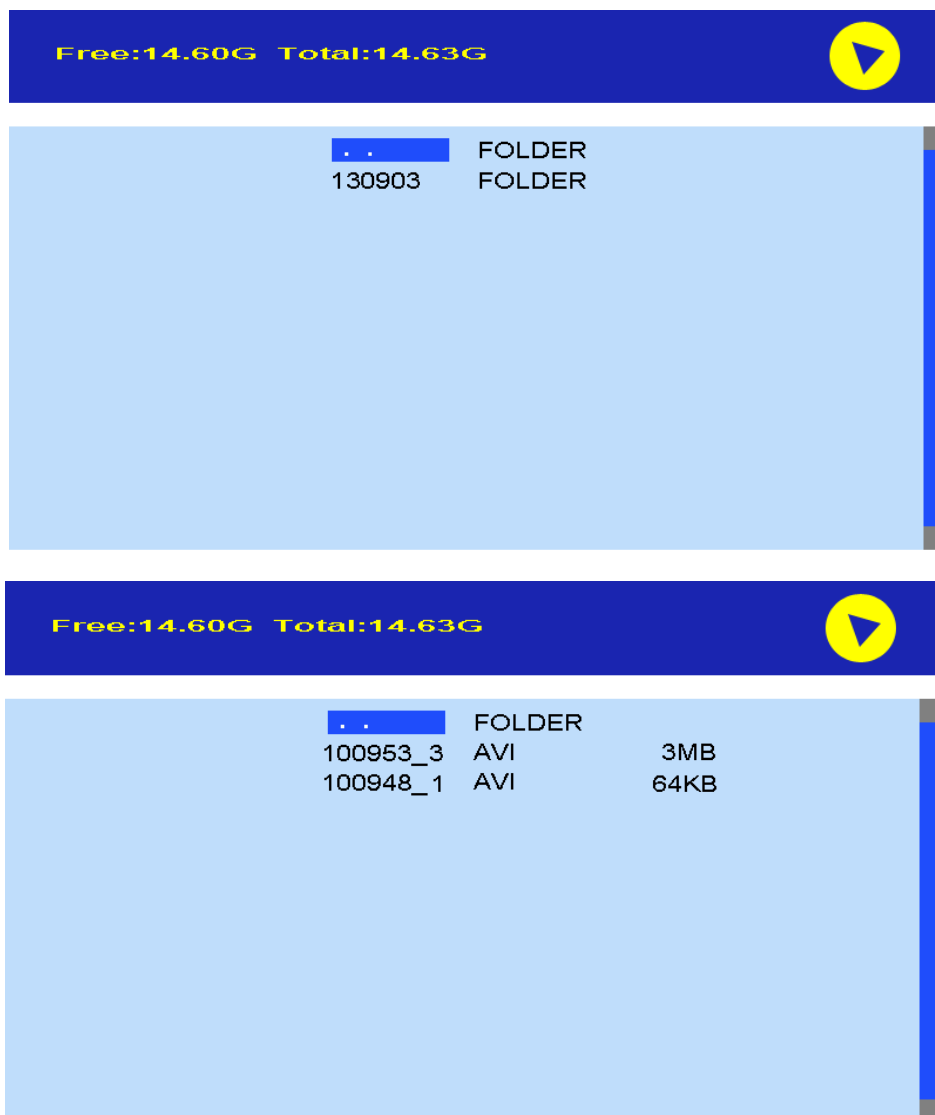 Free:14.60G Total:14.63G
. . FOLDER
130903 FOLDER
Free:14.60G Total:14.63G
. . FOLDER
100953_3 AVI 3MB
100948_1 AVI 64KB